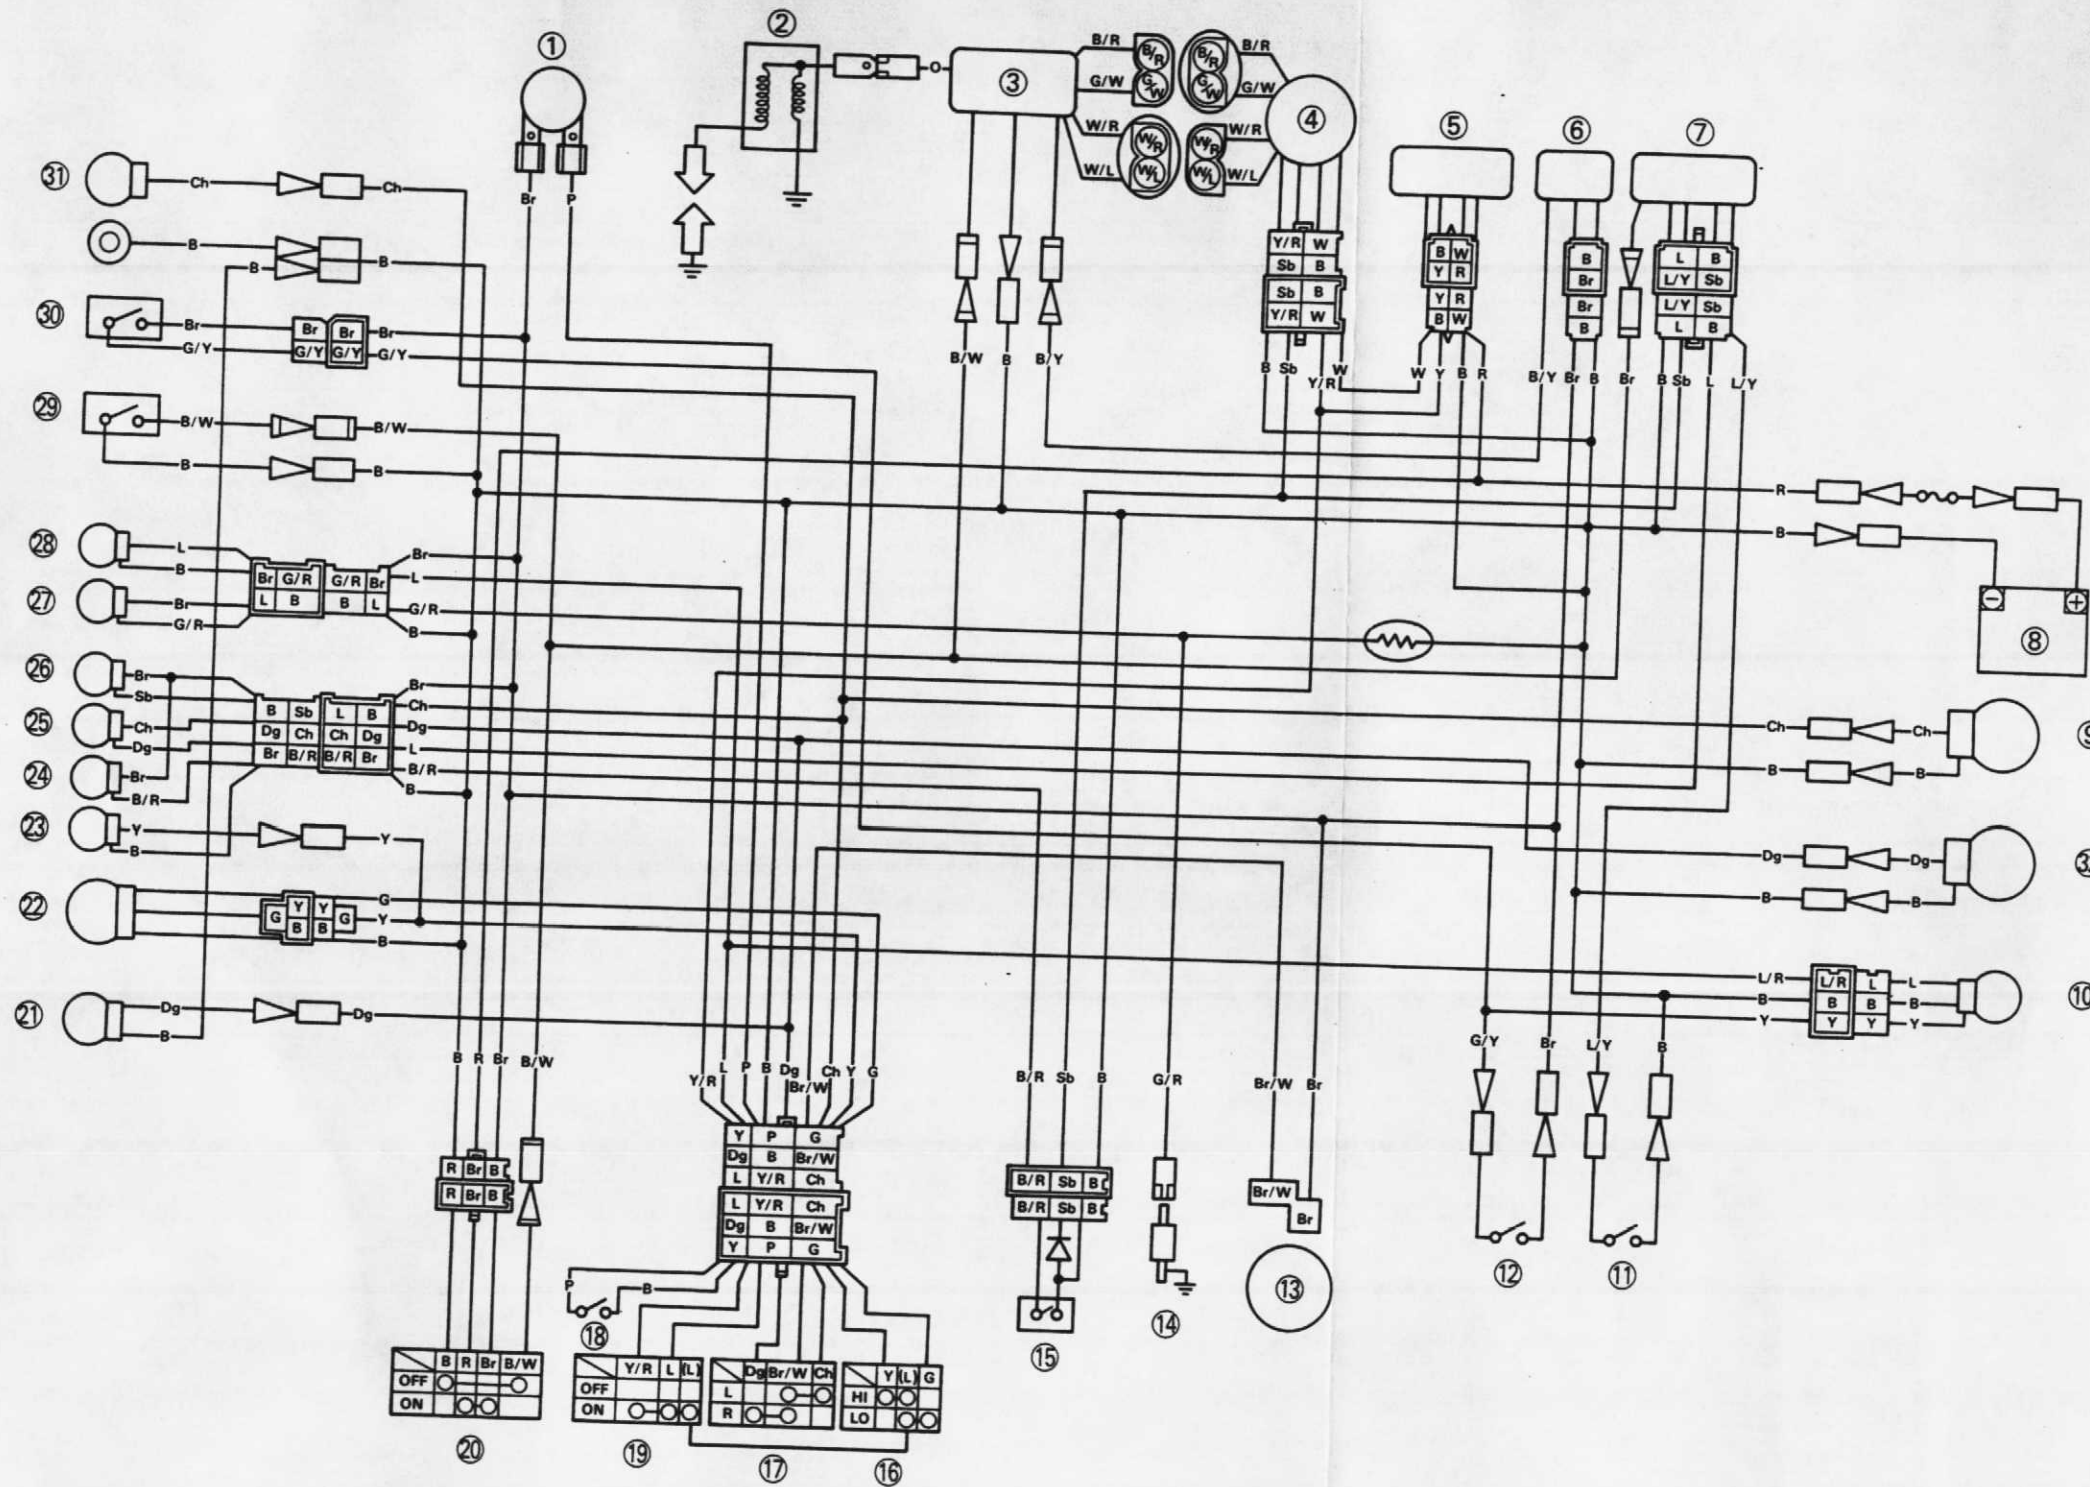 ① ② ③ ④ ⑤ ⑥ ⑦
B/R B/R B/R B/R
G/W G/W G/W G/W
O
W/R W/R W/R W/R
W/L W/L W/L W/L
㉛ Ch Ch
B B
B
Br P
㉚ Br Br Br Br
G/Y G/Y G/Y G/Y
㉙ B/W B/W
B B
B/W B B/Y
Y/R W
Sb B
Sb B
Y/R W
B Sb Y/R W
B W
Y R
Y R
B W
W Y B R
B
Br
Br
B
B/Y Br B Br
L B
L/Y Sb
L/Y Sb
L B
B Sb L L/Y
R
B
− +
⑧
㉘ L
B
㉗ Br
G/R
Br G/R G/R Br
L B B L
Br
L
G/R
B
㉖ Br
Sb
㉕ Ch
Dg
㉔ Br
B/R
B Sb L B
Dg Ch Ch Dg
Br B/R B/R Br
Br
Ch
Dg
L
B/R
B
㉓ Y Y
B
㉒ G
G Y Y G Y
B B B
㉑ Dg Dg
B
Ch Ch
B B
Dg Dg
B B
L/R L/R L L
B B B B
Y Y Y Y
⑩
B R Br B/W
Y/R L P B Dg Br/W Ch Y G
B/R Sb B
G/R
Br/W Br
G/Y Br L/Y B
R Br B
R Br B
Y P G
Dg B Br/W
L Y/R Ch
L Y/R Ch
Dg B Br/W
Y P G
B/R Sb B
B/R Sb B
Br/W
Br
P B
⑱
⑬
⑭
⑮
⑫ ⑪
B R Br B/W
OFF
ON
⑳
Y/R L (L)
OFF
ON
⑲
Dg Br/W Ch
L
R
⑰
Y (L) G
HI
LO
⑯